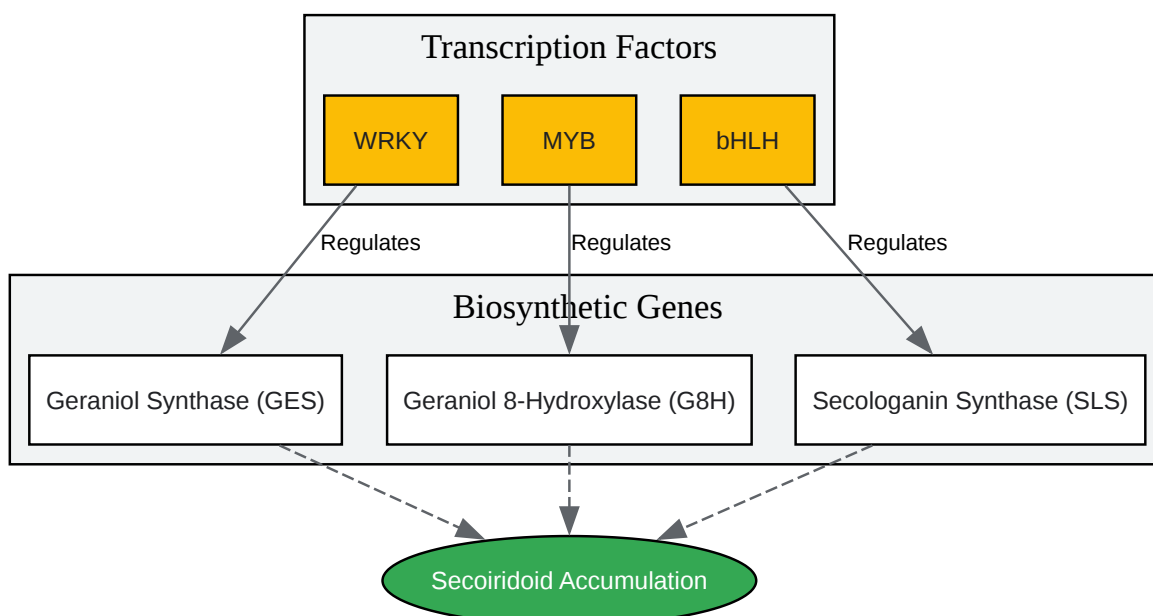 Transcription Factors
WRKY
MYB
bHLH
Regulates
Regulates
Regulates
Biosynthetic Genes
Geraniol Synthase (GES)
Geraniol 8-Hydroxylase (G8H)
Secologanin Synthase (SLS)
Secoiridoid Accumulation